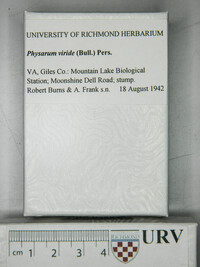 UNIVERSITY OF RICHMOND HERBARIUM
Physarum viride (Bull.) Pers.
VA, Giles Co.: Mountain Lake Biological
Station; Moonshine Dell Road; stump.
Robert Burns & A. Frank s.n. 18 August 1942
cm 1 2 3 4
RICHMOND
URV